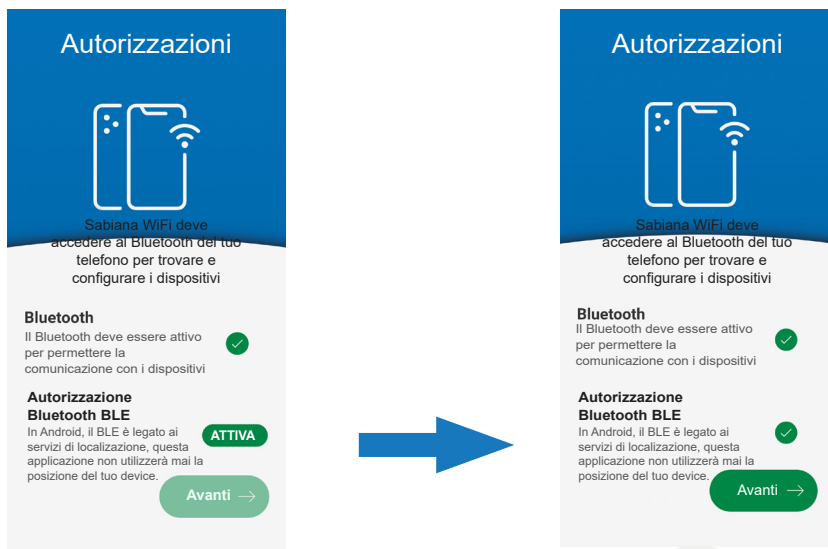 Autorizzazioni
Sabiana WiFi deve
accedere al Bluetooth del tuo
telefono per trovare e
configurare i dispositivi
Bluetooth
Il Bluetooth deve essere attivo
per permettere la
comunicazione con i dispositivi
Autorizzazione
Bluetooth BLE
In Android, il BLE è legato ai
servizi di localizzazione, questa
applicazione non utilizzerà mai la
posizione del tuo device.
ATTIVA
Avanti →
Autorizzazioni
Sabiana WiFi deve
accedere al Bluetooth del tuo
telefono per trovare e
configurare i dispositivi
Bluetooth
Il Bluetooth deve essere attivo
per permettere la
comunicazione con i dispositivi
Autorizzazione
Bluetooth BLE
In Android, il BLE è legato ai
servizi di localizzazione, questa
applicazione non utilizzerà mai la
posizione del tuo device.
Avanti →